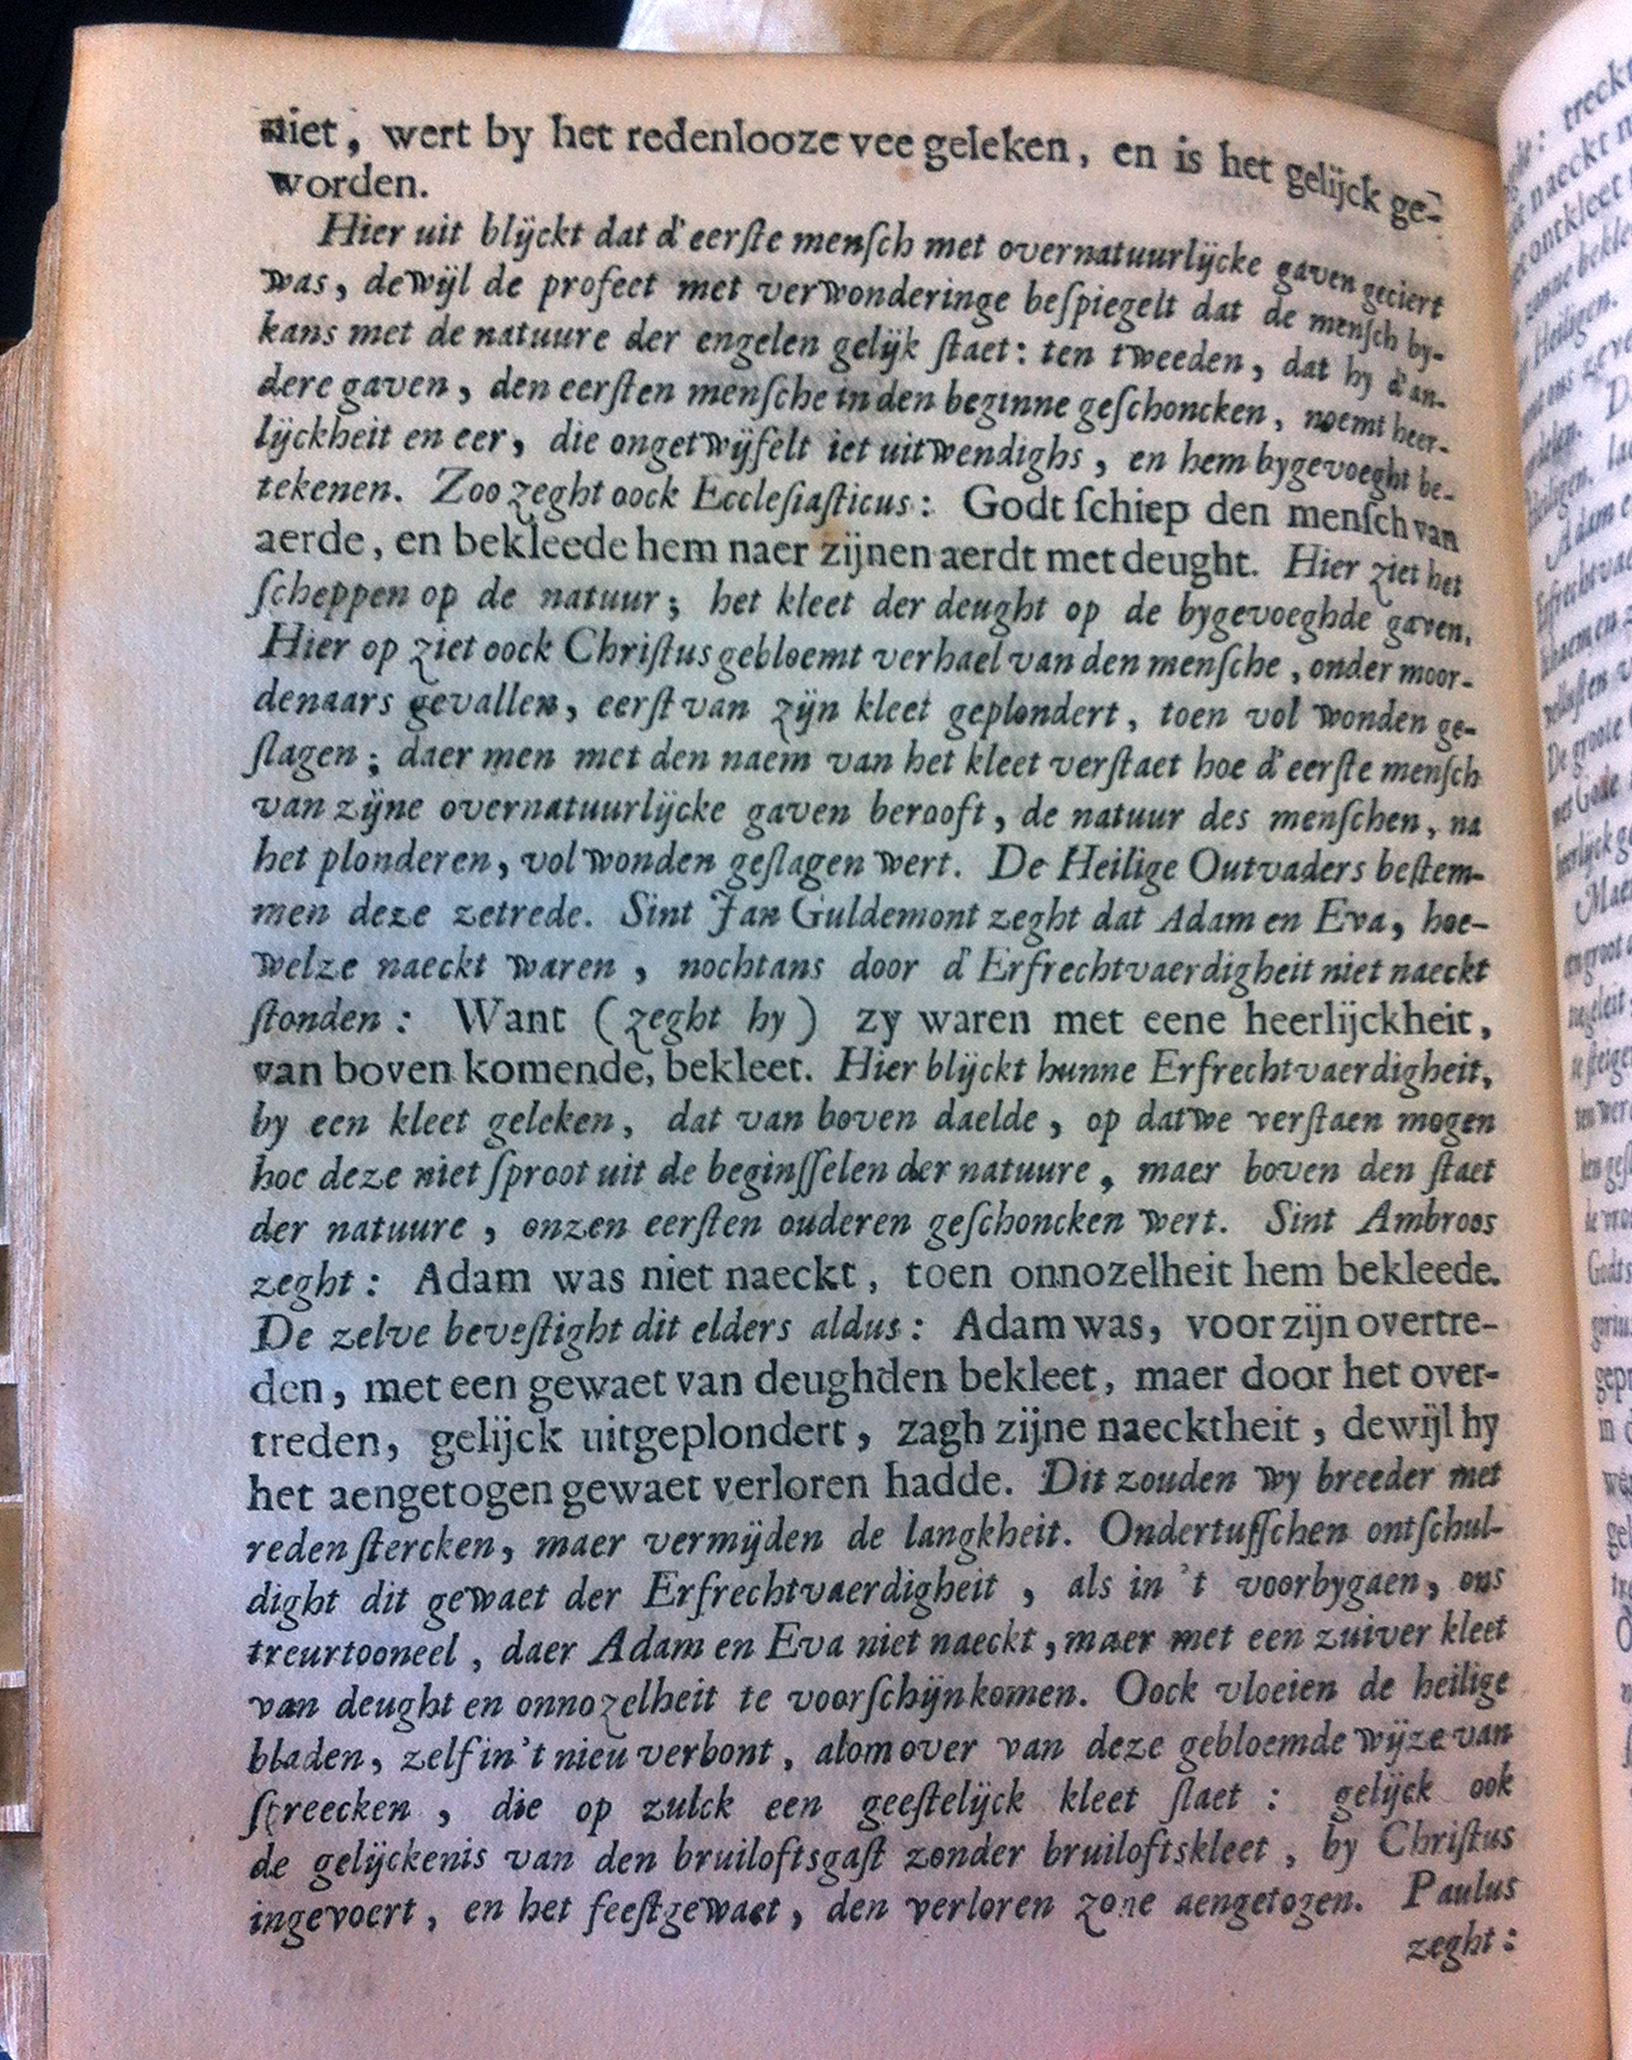 niet, wert by het redenlooze vee geleken, en is het gelijck ge-
worden.
Hier uit blijckt dat d'eerſte menſch met overnatuurlijcke gaven geciert
was, dewijl de profeet met verwonderinge beſpiegelt dat de menſch by-
kans met de natuure der engelen gelijk ſtaet: ten tweeden, dat hy d'an-
dere gaven, den eerſten menſche in den beginne geſchoncken, noemt heer-
lijckheit en eer, die ongetwijfelt iet uitwendighs, en hem bygevoeght be-
tekenen. Zoo zeght oock Eccleſiaſticus: Godt ſchiep den menſch van
aerde, en bekleede hem naer zijnen aerdt met deught. Hier ziet het
ſcheppen op de natuur; het kleet der deught op de bygevoeghde gaven.
Hier op ziet oock Chriſtus gebloemt verhael van den menſche, onder moor-
denaars gevallen, eerſt van zijn kleet geplondert, toen vol wonden ge-
ſlagen; daer men met den naem van het kleet verſtaet hoe d'eerſte menſch
van zijne overnatuurlijcke gaven berooft, de natuur des menſchen, na
het plonderen, vol wonden geſlagen wert. De Heilige Outvaders beſtem-
men deze zetrede. Sint Jan Guldemont zeght dat Adam en Eva, hoe-
welze naeckt waren, nochtans door d'Erfrechtvaerdigheit niet naeckt
ſtonden: Want (zeght hy) zy waren met eene heerlijckheit,
van boven komende, bekleet. Hier blijckt hunne Erfrechtvaerdigheit,
by een kleet geleken, dat van boven daelde, op datwe verſtaen mogen
hoe deze niet ſproot uit de beginſſelen der natuure, maer boven den ſtaet
der natuure, onzen eerſten ouderen geſchoncken wert. Sint Ambroos
zeght: Adam was niet naeckt, toen onnozelheit hem bekleede.
De zelve beveſtight dit elders aldus: Adam was, voor zijn overtre-
den, met een gewaet van deughden bekleet, maer door het over-
treden, gelijck uitgeplondert, zagh zijne naecktheit, dewijl hy
het aengetogen gewaet verloren hadde. Dit zouden wy breeder met
reden ſtercken, maer vermijden de langkheit. Ondertuſſchen ontſchul-
dight dit gewaet der Erfrechtvaerdigheit, als in 't voorbygaen, ons
treurtooneel, daer Adam en Eva niet naeckt, maer met een zuiver kleet
van deught en onnozelheit te voorſchijn komen. Oock vloeien de heilige
bladen, zelf in 't nieu verbont, alom over van deze gebloemde wijze van
ſpreecken, die op zulck een geeſtelijck kleet ſlaet: gelijck ook
de gelijckenis van den bruiloftsgaſt zonder bruiloftskleet, by Chriſtus
ingevoert, en het feeſtgewaet, den verloren zone aengetogen. Paulus
zeght: